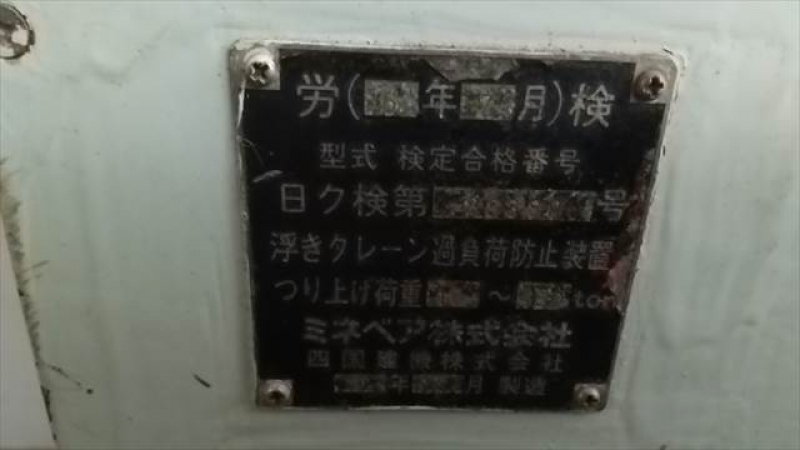 労( 年 月)検
型式 検定合格番号
日ク検第 号
浮きクレーン過負荷防止装置
つり上げ荷重 ～ ton
ミネベア株式会社
四国建機株式会社
年 月 製造